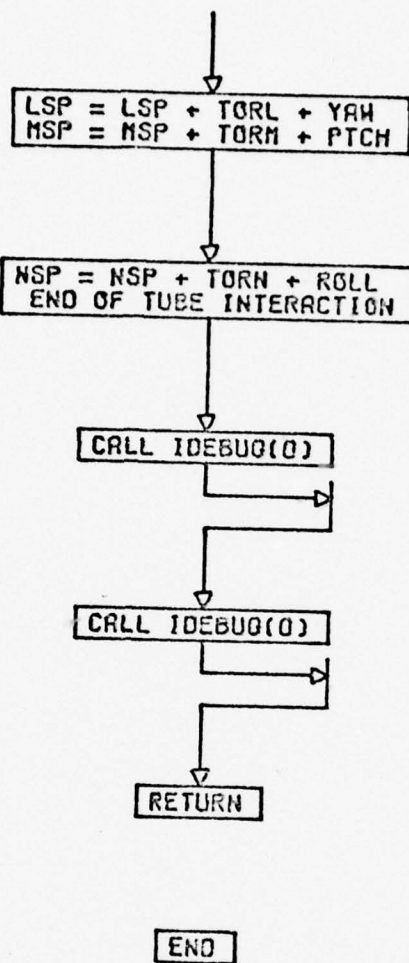 LSP = LSP + TORL + YAW
MSP = MSP + TORM + PTCH
NSP = NSP + TORN + ROLL
END OF TUBE INTERACTION
CALL IDEBUG(0)
CALL IDEBUG(0)
RETURN
END